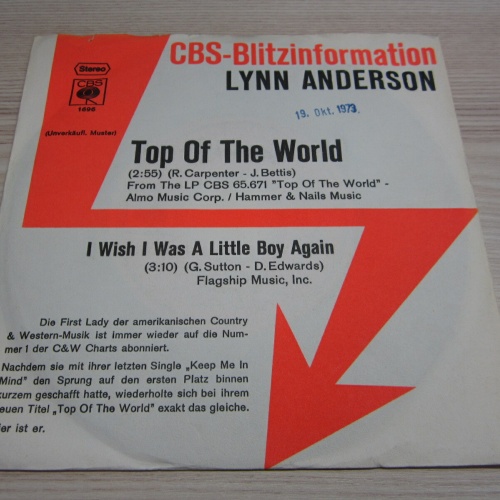 CBS-Blitzinformation
LYNN ANDERSON
Stereo
CBS
1696
19. Okt. 1973
(Unverkäufl. Muster)
Top Of The World
(2:55) (R. Carpenter - J. Bettis)
From The LP CBS 65.671 "Top Of The World" -
Almo Music Corp. / Hammer & Nails Music
I Wish I Was A Little Boy Again
(3:10) (G. Sutton - D. Edwards)
Flagship Music, Inc.
Die First Lady der amerikanischen Country
& Western-Musik ist immer wieder auf die Num-
mer 1 der C&W Charts abonniert.
Nachdem sie mit ihrer letzten Single „Keep Me In
Mind" den Sprung auf den ersten Platz binnen
kurzem geschafft hatte, wiederholte sich bei ihrem
euen Titel „Top Of The World" exakt das gleiche.
ier ist er.